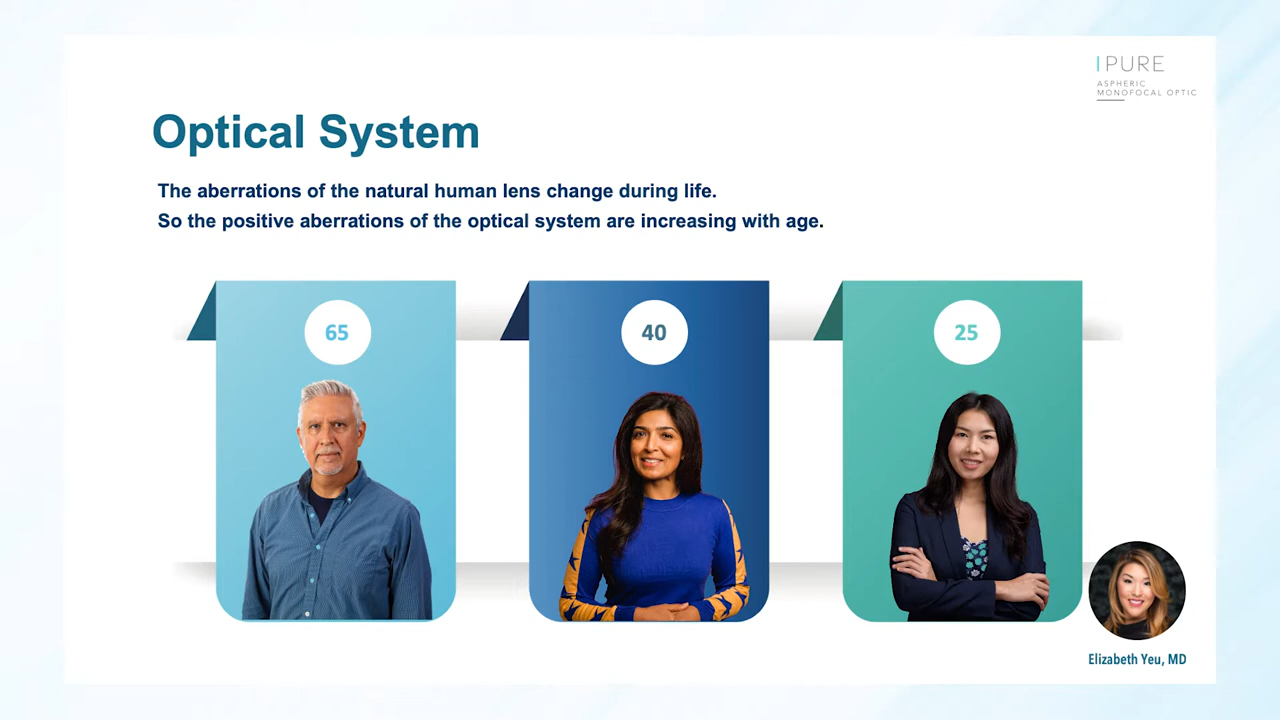 IPURE
ASPHERIC
MONOFOCAL OPTIC
Optical System
The aberrations of the natural human lens change during life.
So the positive aberrations of the optical system are increasing with age.
65
40
25
Elizabeth Yeu, MD